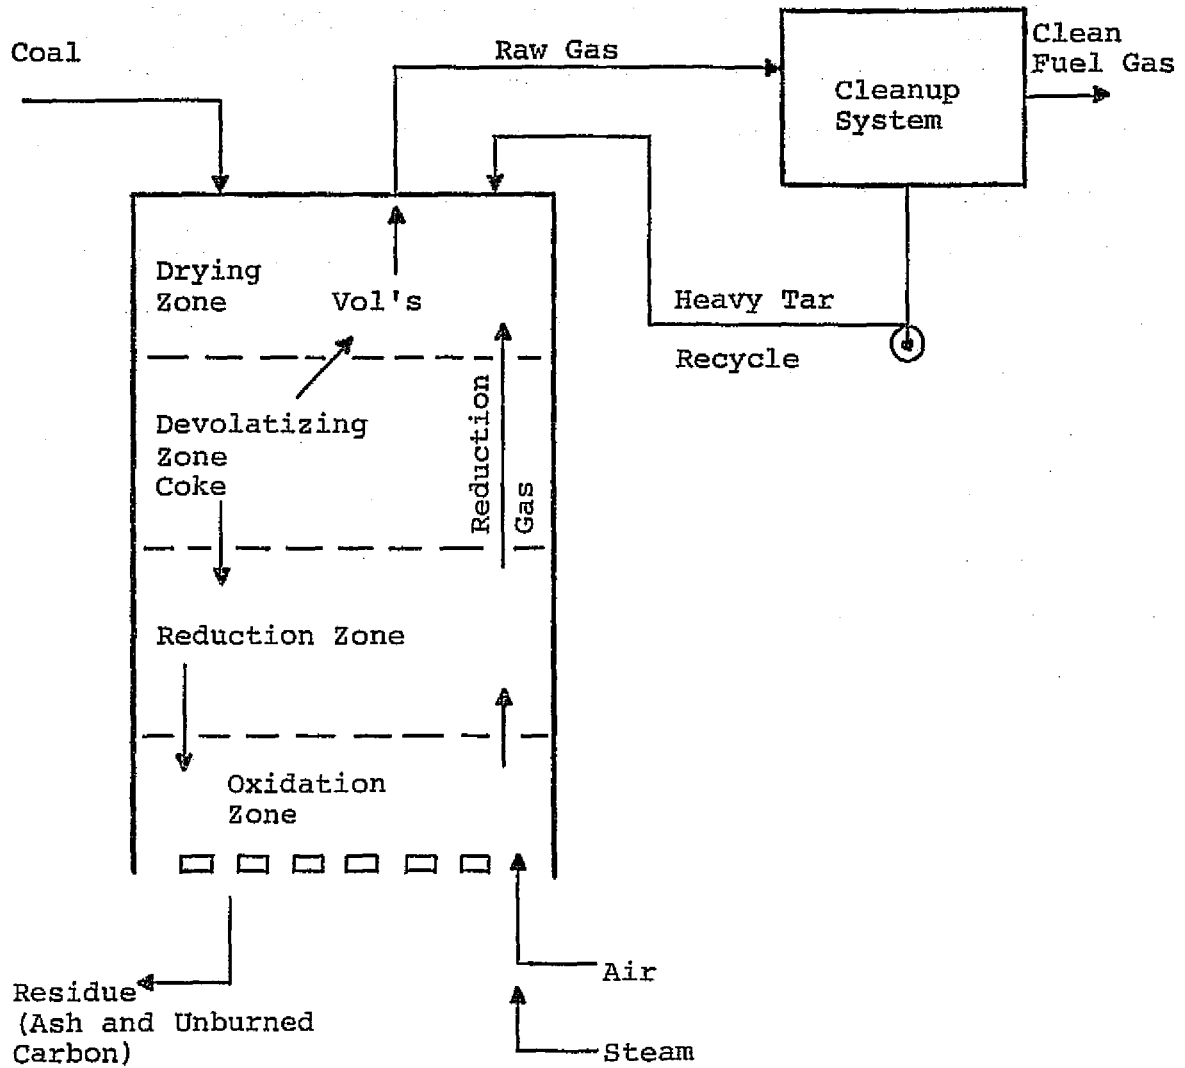 Coal
Raw Gas
Clean
Fuel Gas
Cleanup
System
Drying
Zone
Vol's
Heavy Tar
Recycle
Devolatizing
Zone
Coke
Reduction
Gas
Reduction Zone
Oxidation
Zone
Air
Residue
(Ash and Unburned
Carbon)
Steam